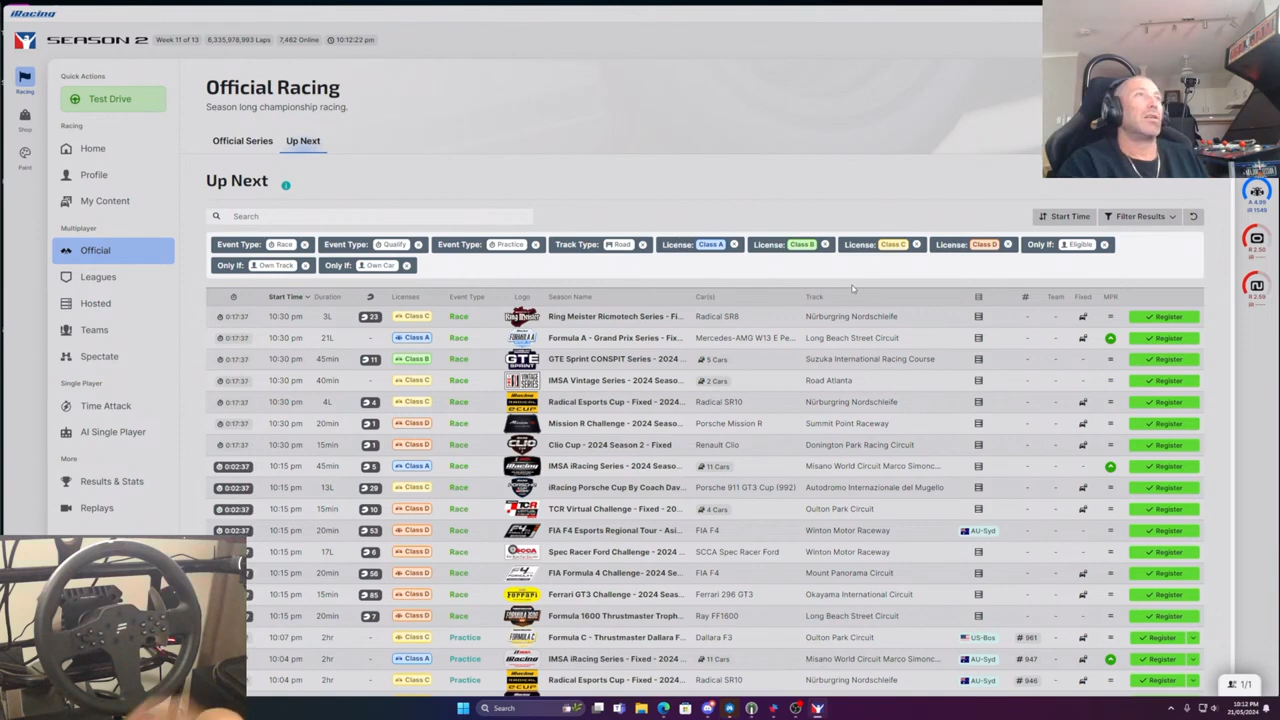 iRacing
SEASON 2 Week 11 of 13 6,335,978,993 Laps 7,462 Online 10:12:22 pm
Racing
Shop
Paint
Quick Actions
Test Drive
Racing
Home
Profile
My Content
Multiplayer
Official
Leagues
Hosted
Teams
Spectate
Single Player
Time Attack
AI Single Player
More
Results & Stats
Replays
Official Racing
Season long championship racing.
Official Series Up Next
Up Next
Search Start Time Filter Results
Event Type: Race Event Type: Qualify Event Type: Practice Track Type: Road License: Class A License: Class B License: Class C License: Class D Only If: Eligible
Only If: Own Track Only If: Own Car
Start Time Duration Licenses Event Type Logo Season Name Car(s) Track # Team Fixed MPR
0:17:37 10:30 pm 3L 23 Class C Race Ring Meister Ricmotech Series - Fi... Radical SR8 Nürburgring Nordschleife - - = Register
0:17:37 10:30 pm 21L - Class A Race Formula A - Grand Prix Series - Fi... Mercedes-AMG W13 E Pe... Long Beach Street Circuit - - Register
0:17:37 10:30 pm 45min 11 Class B Race GTE Sprint CONSPIT Series - 2024 ... 5 Cars Suzuka International Racing Course - - = Register
0:17:37 10:30 pm 40min - Class C Race IMSA Vintage Series - 2024 Seaso... 2 Cars Road Atlanta - - = Register
0:17:37 10:30 pm 4L 4 Class C Race Radical Esports Cup - Fixed - 2024... Radical SR10 Nürburgring Nordschleife - - = Register
0:17:37 10:30 pm 20min 1 Class D Race Mission R Challenge - Fixed - 2024... Porsche Mission R Summit Point Raceway - - = Register
0:17:37 10:30 pm 15min 1 Class D Race Clio Cup - 2024 Season 2 - Fixed Renault Clio Donington Park Racing Circuit - - = Register
0:02:37 10:15 pm 45min 5 Class A Race IMSA iRacing Series - 2024 Seaso... 11 Cars Misano World Circuit Marco Simonc... - - Register
0:02:37 10:15 pm 13L 29 Class C Race iRacing Porsche Cup By Coach Dav... Porsche 911 GT3 Cup (992) Autodromo Internazionale del Mugello - - = Register
0:02:37 10:15 pm 15min 10 Class D Race TCR Virtual Challenge - Fixed - 202... 4 Cars Oulton Park Circuit - - = Register
0:02:37 10:15 pm 20min 53 Class D Race FIA F4 Esports Regional Tour - Asi... FIA F4 Winton Motor Raceway AU-Syd - - = Register
10:15 pm 17L 6 Class D Race Spec Racer Ford Challenge - 2024 ... SCCA Spec Racer Ford Winton Motor Raceway - - = Register
10:15 pm 20min 56 Class D Race FIA Formula 4 Challenge- 2024 Se... FIA F4 Mount Panorama Circuit - - = Register
10:15 pm 15min 85 Class D Race Ferrari GT3 Challenge - 2024 Seas... Ferrari 296 GT3 Okayama International Circuit - - = Register
10:15 pm 20min 7 Class D Race Formula 1600 Thrustmaster Troph... Ray FF1600 Long Beach Street Circuit - - = Register
10:07 pm 2hr - Class C Practice Formula C - Thrustmaster Dallara F... Dallara F3 Oulton Park Circuit US-Bos # 961 - = Register
10:04 pm 2hr - Class A Practice IMSA iRacing Series - 2024 Seaso... 11 Cars Misano World Circuit Marco Simonc... AU-Syd # 947 - Register
10:04 pm 2hr - Class C Practice Radical Esports Cup - Fixed - 2024... Radical SR10 Nürburgring Nordschleife AU-Syd # 946 - = Register
A 4.99
iR 1549
R 2.50
R 2.59
1/1
Search
10:12 PM
21/05/2024